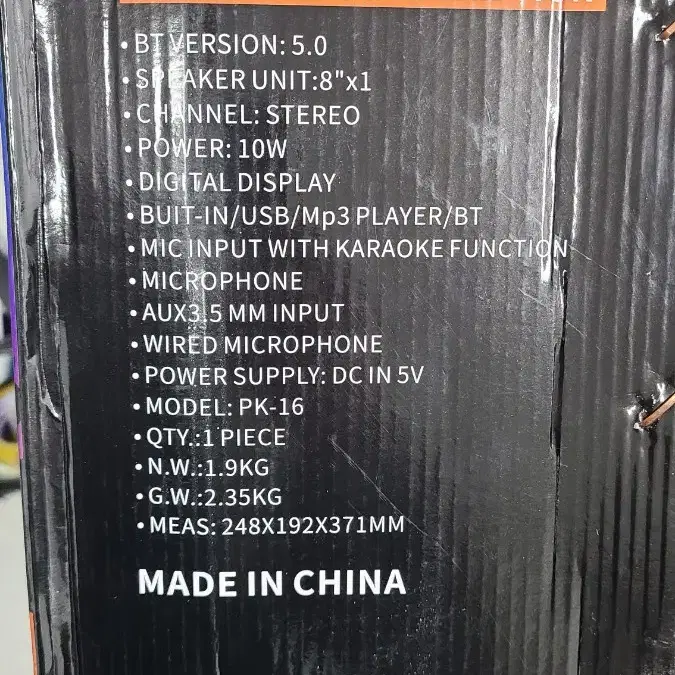 • BT VERSION: 5.0
• SPEAKER UNIT:8"x1
• CHANNEL: STEREO
• POWER: 10W
• DIGITAL DISPLAY
• BUIT-IN/USB/Mp3 PLAYER/BT
• MIC INPUT WITH KARAOKE FUNCTION
• MICROPHONE
• AUX3.5 MM INPUT
• WIRED MICROPHONE
• POWER SUPPLY: DC IN 5V
• MODEL: PK-16
• QTY.:1 PIECE
• N.W.:1.9KG
• G.W.:2.35KG
• MEAS: 248X192X371MM
MADE IN CHINA